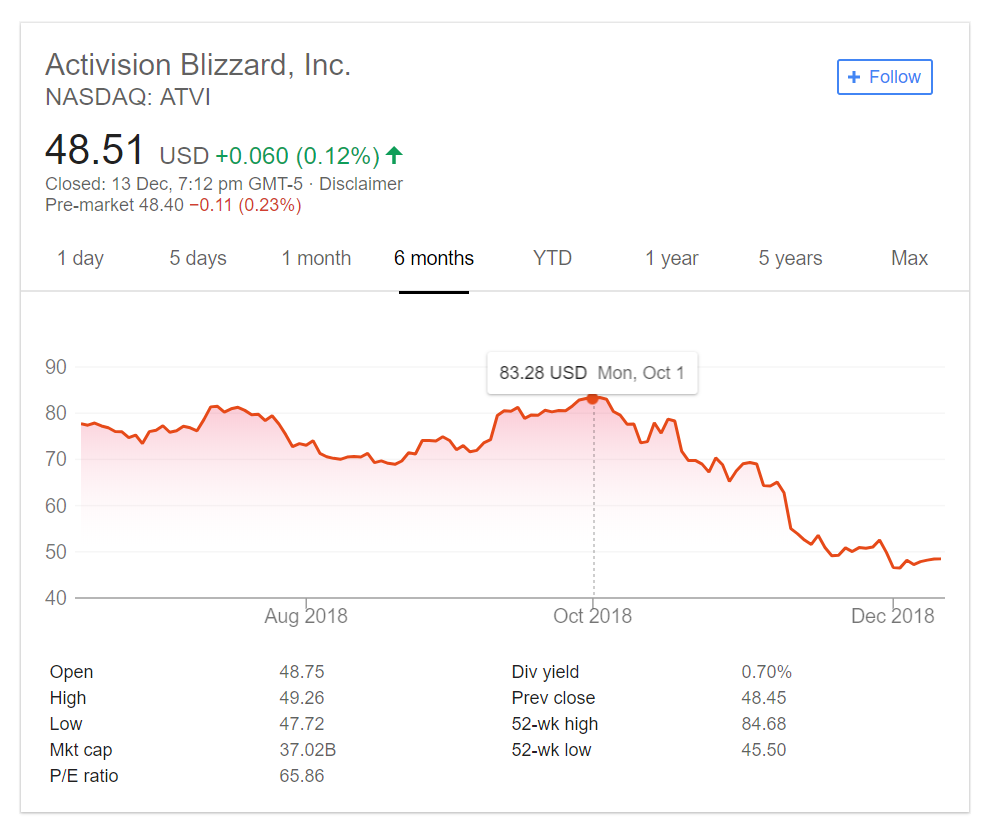 Activision Blizzard, Inc.
NASDAQ: ATVI
+ Follow
48.51 USD +0.060 (0.12%)
Closed: 13 Dec, 7:12 pm GMT-5 · Disclaimer
Pre-market 48.40 −0.11 (0.23%)
1 day 5 days 1 month 6 months YTD 1 year 5 years Max
83.28 USD Mon, Oct 1
90
80
70
60
50
40
Aug 2018 Oct 2018 Dec 2018
Open 48.75 Div yield 0.70%
High 49.26 Prev close 48.45
Low 47.72 52-wk high 84.68
Mkt cap 37.02B 52-wk low 45.50
P/E ratio 65.86